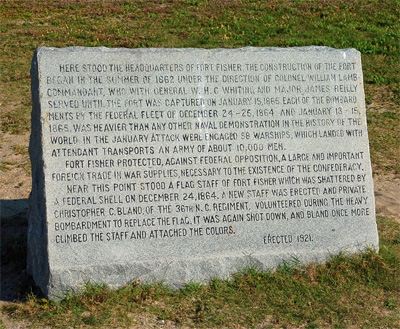 HERE STOOD THE HEADQUARTERS OF FORT FISHER. THE CONSTRUCTION OF THE FORT
BEGAN IN THE SUMMER OF 1862 UNDER THE DIRECTION OF COLONEL WILLIAM LAMB
COMMANDANT, WHO WITH GENERAL W. H. C. WHITING AND MAJOR JAMES REILLY
SERVED UNTIL THE FORT WAS CAPTURED ON JANUARY 15, 1865. EACH OF THE BOMBARD
MENTS BY THE FEDERAL FLEET OF DECEMBER 24-25, 1864 AND JANUARY 13-15,
1865, WAS HEAVIER THAN ANY OTHER NAVAL DEMONSTRATION IN THE HISTORY OF THE
WORLD. IN THE JANUARY ATTACK WERE ENGAGED 58 WARSHIPS, WHICH LANDED WITH
ATTENDANT TRANSPORTS AN ARMY OF ABOUT 10,000 MEN.
FORT FISHER PROTECTED, AGAINST FEDERAL OPPOSITION, A LARGE AND IMPORTANT
FOREIGN TRADE IN WAR SUPPLIES, NECESSARY TO THE EXISTENCE OF THE CONFEDERACY.
NEAR THIS POINT STOOD A FLAG STAFF OF FORT FISHER WHICH WAS SHATTERED BY
A FEDERAL SHELL ON DECEMBER 24, 1864. A NEW STAFF WAS ERECTED AND PRIVATE
CHRISTOPHER C. BLAND, OF THE 36TH N. C. REGIMENT, VOLUNTEERED DURING THE HEAVY
BOMBARDMENT TO REPLACE THE FLAG. IT WAS AGAIN SHOT DOWN, AND BLAND ONCE MORE
CLIMBED THE STAFF AND ATTACHED THE COLORS.
ERECTED 1921.